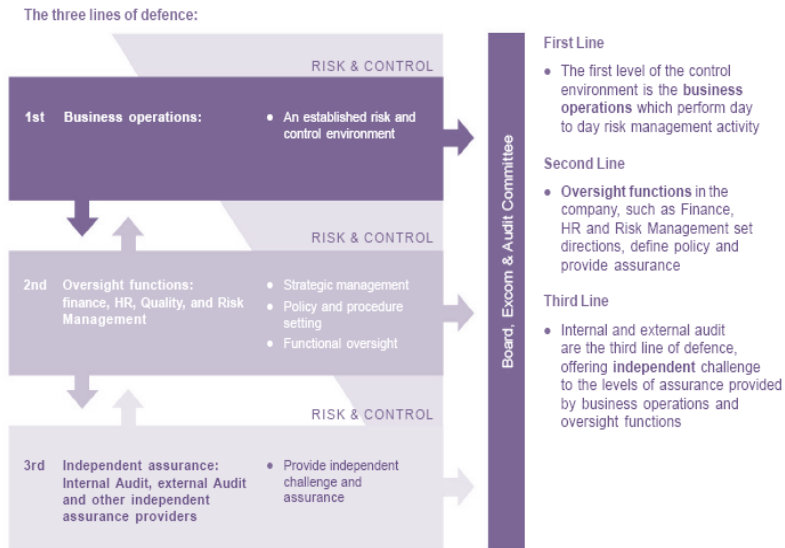 The three lines of defence:
RISK & CONTROL
1st Business operations:
• An established risk and
control environment
RISK & CONTROL
2nd Oversight functions:
finance, HR, Quality, and Risk
Management
• Strategic management
• Policy and procedure
setting
• Functional oversight
RISK & CONTROL
3rd Independent assurance:
Internal Audit, external Audit
and other independent
assurance providers
• Provide independent
challenge and
assurance
Board, Excom & Audit Committee
First Line
• The first level of the control
environment is the business
operations which perform day
to day risk management activity
Second Line
• Oversight functions in the
company, such as Finance,
HR and Risk Management set
directions, define policy and
provide assurance
Third Line
• Internal and external audit
are the third line of defence,
offering independent challenge
to the levels of assurance provided
by business operations and
oversight functions